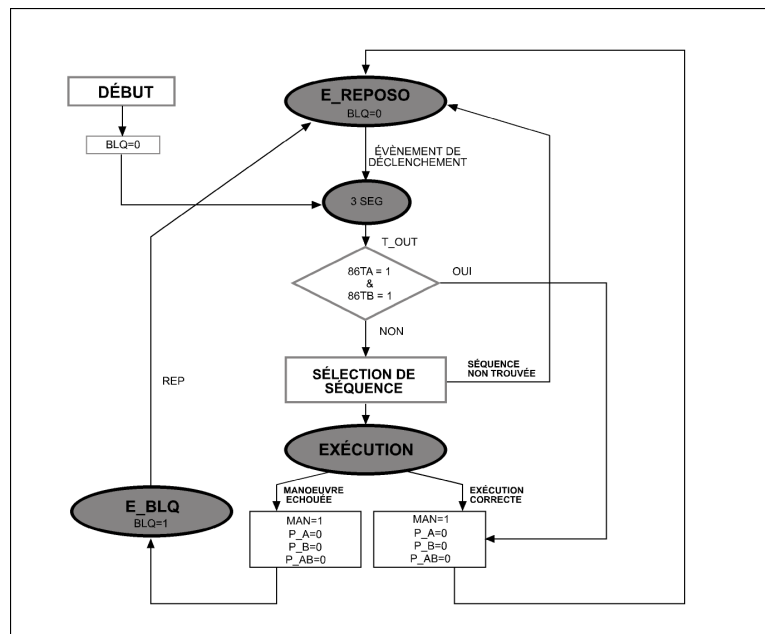 DÉBUT
BLQ=0
E_REPOSO
BLQ=0
ÉVÈNEMENT DE
DÉCLENCHEMENT
3 SEG
T_OUT
86TA = 1
&
86TB = 1
OUI
NON
SÉLECTION DE
SÉQUENCE
SÉQUENCE
NON TROUVÉE
REP
EXÉCUTION
MANOEUVRE
ECHOUÉE
EXÉCUTION
CORRECTE
E_BLQ
BLQ=1
MAN=1
P_A=0
P_B=0
P_AB=0
MAN=1
P_A=0
P_B=0
P_AB=0